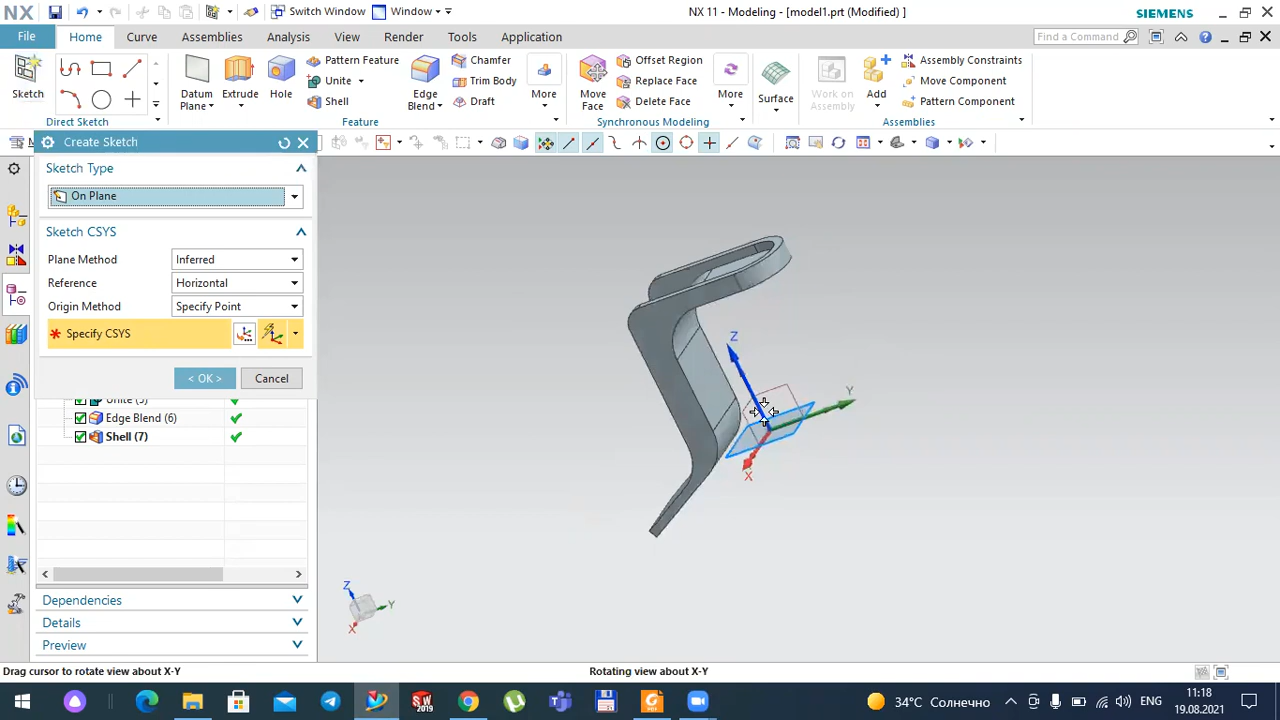 NX
Switch Window
Window
NX 11 - Modeling - [model1.prt (Modified) ]
SIEMENS
File
Home
Curve
Assemblies
Analysis
View
Render
Tools
Application
Find a Command
Sketch
Direct Sketch
Datum
Plane
Extrude
Hole
Pattern Feature
Unite
Shell
Edge
Blend
Chamfer
Trim Body
Draft
More
Feature
Move
Face
Offset Region
Replace Face
Delete Face
More
Synchronous Modeling
Surface
Work on
Assembly
Add
Assembly Constraints
Move Component
Pattern Component
Assemblies
M
Create Sketch
Sketch Type
On Plane
Sketch CSYS
Plane Method
Inferred
Reference
Horizontal
Origin Method
Specify Point
Specify CSYS
< OK >
Cancel
Unite (5)
Edge Blend (6)
Shell (7)
Dependencies
Details
Preview
Z
Y
X
Z
Y
X
Drag cursor to rotate view about X-Y
Rotating view about X-Y
SW
2019
34°C Солнечно
ENG
11:18
19.08.2021